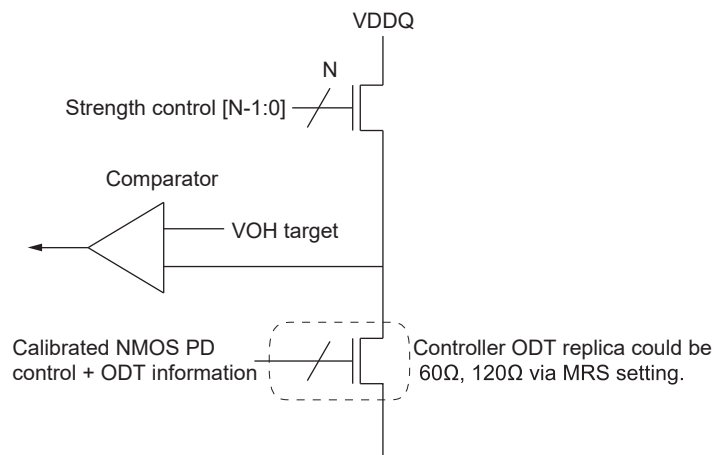 VDDQ
N
Strength control [N-1:0]
Comparator
VOH target
Calibrated NMOS PD
control + ODT information
Controller ODT replica could be
60Ω, 120Ω via MRS setting.